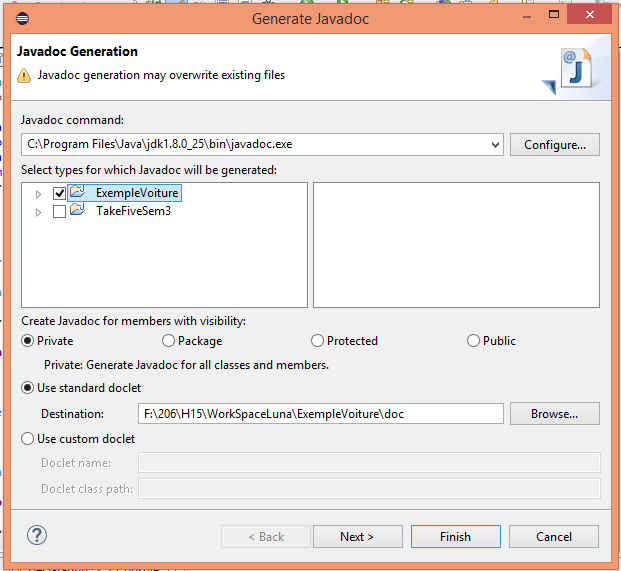 Generate Javadoc
Javadoc Generation
Javadoc generation may overwrite existing files
@
J
Javadoc command:
C:\Program Files\Java\jdk1.8.0_25\bin\javadoc.exe
Configure...
Select types for which Javadoc will be generated:
ExempleVoiture
TakeFiveSem3
Create Javadoc for members with visibility:
Private Package Protected Public
Private: Generate Javadoc for all classes and members.
Use standard doclet
Destination: F:\206\H15\WorkSpaceLuna\ExempleVoiture\doc Browse...
Use custom doclet
Doclet name:
Doclet class path:
? < Back Next > Finish Cancel